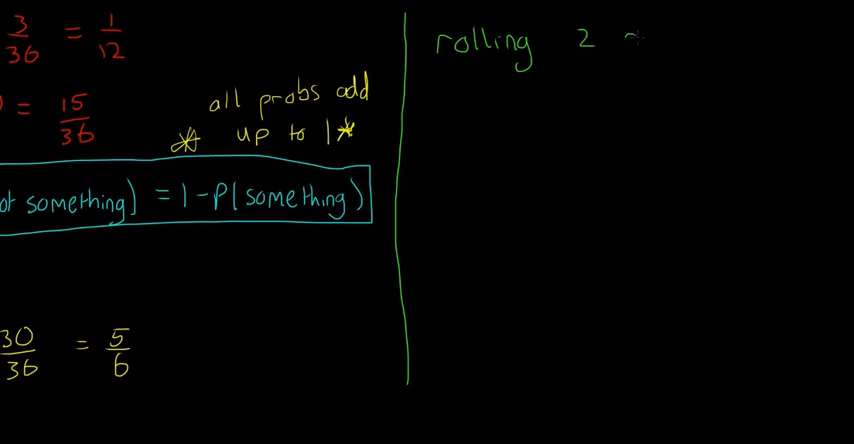 3/36 = 1/12
) = 15/36
all probs add
* up to 1*
ot something) = 1-P(something)
30/36 = 5/6
rolling 2